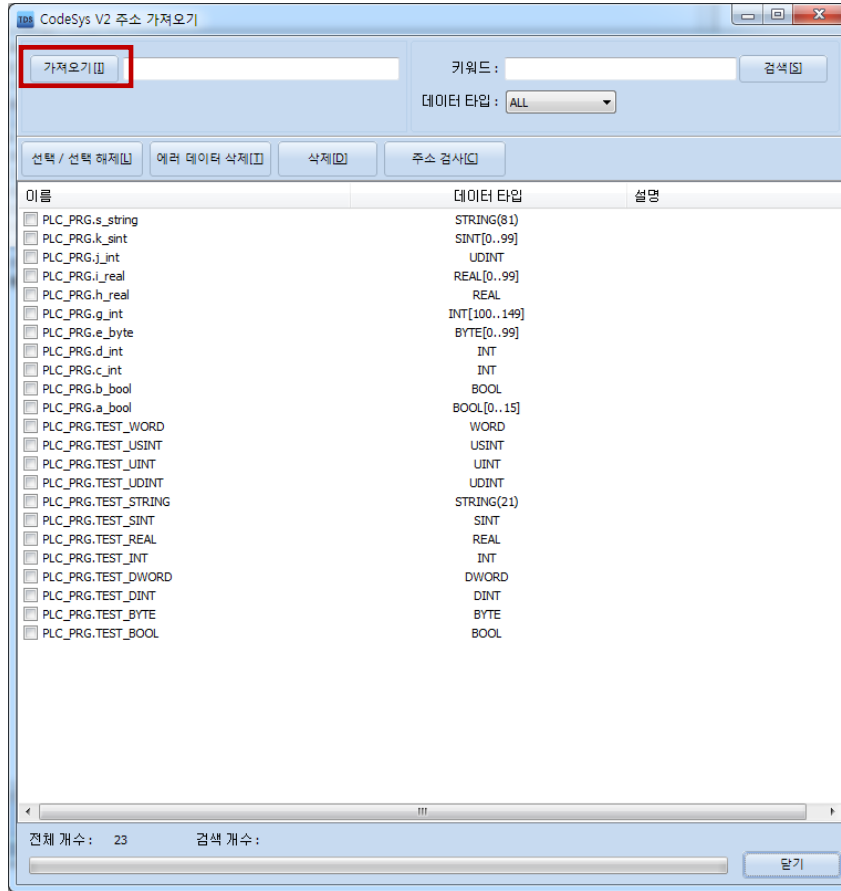 TDS CodeSys V2 주소 가져오기
가져오기[I] 키워드 : 검색[S]
데이터 타입 : ALL
선택 / 선택 해제[L] 에러 데이터 삭제[T] 삭제[D] 주소 검사[C]
이름 데이터 타입 설명
PLC_PRG.s_string STRING(81)
PLC_PRG.k_sint SINT[0..99]
PLC_PRG.j_int UDINT
PLC_PRG.i_real REAL[0..99]
PLC_PRG.h_real REAL
PLC_PRG.g_int INT[100..149]
PLC_PRG.e_byte BYTE[0..99]
PLC_PRG.d_int INT
PLC_PRG.c_int INT
PLC_PRG.b_bool BOOL
PLC_PRG.a_bool BOOL[0..15]
PLC_PRG.TEST_WORD WORD
PLC_PRG.TEST_USINT USINT
PLC_PRG.TEST_UINT UINT
PLC_PRG.TEST_UDINT UDINT
PLC_PRG.TEST_STRING STRING(21)
PLC_PRG.TEST_SINT SINT
PLC_PRG.TEST_REAL REAL
PLC_PRG.TEST_INT INT
PLC_PRG.TEST_DWORD DWORD
PLC_PRG.TEST_DINT DINT
PLC_PRG.TEST_BYTE BYTE
PLC_PRG.TEST_BOOL BOOL
전체 개수 : 23 검색 개수 :
닫기